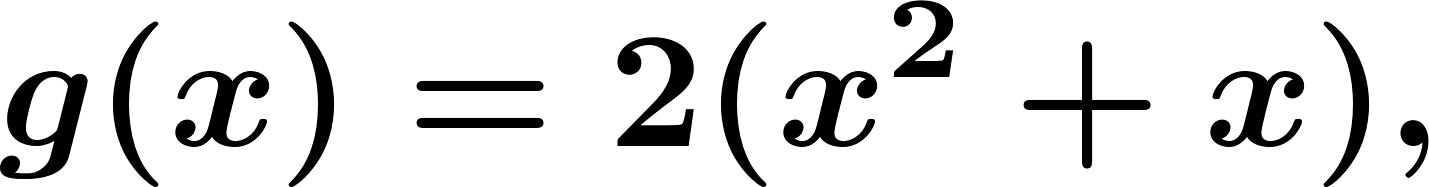 g(x) = 2(x² + x),